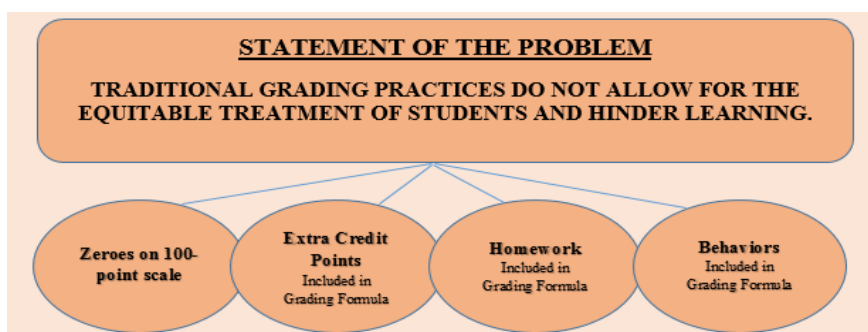 STATEMENT OF THE PROBLEM
TRADITIONAL GRADING PRACTICES DO NOT ALLOW FOR THE
EQUITABLE TREATMENT OF STUDENTS AND HINDER LEARNING.
Zeroes on 100-
point scale
Extra Credit
Points
Included in
Grading Formula
Homework
Included in
Grading Formula
Behaviors
Included in
Grading Formula